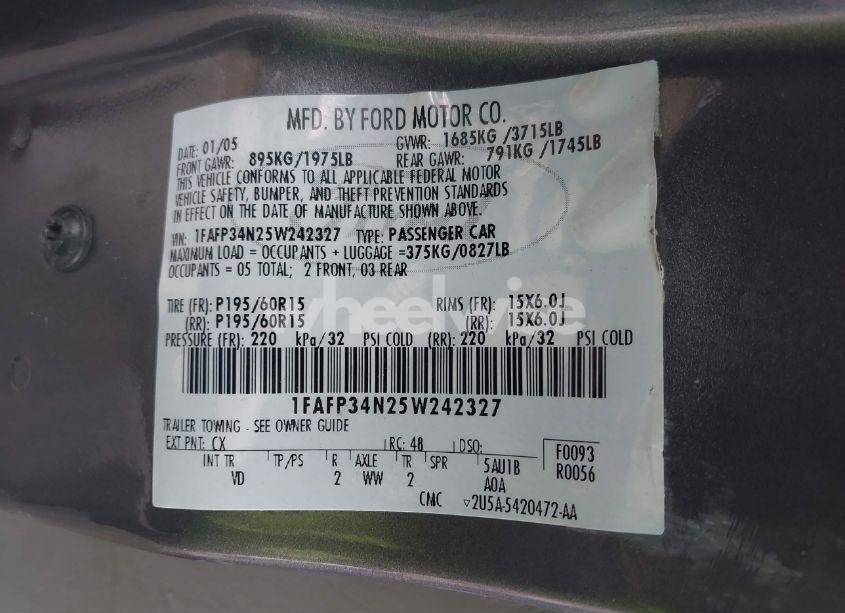 MFD. BY FORD MOTOR CO.
DATE: 01/05 GVWR: 1685KG /3715LB
FRONT GAWR: 895KG/1975LB REAR GAWR: 791KG /1745LB
THIS VEHICLE CONFORMS TO ALL APPLICABLE FEDERAL MOTOR
VEHICLE SAFETY, BUMPER, AND THEFT PREVENTION STANDARDS
IN EFFECT ON THE DATE OF MANUFACTURE SHOWN ABOVE.
VIN: 1FAFP34N25W242327 TYPE: PASSENGER CAR
MAXIMUM LOAD = OCCUPANTS + LUGGAGE =375KG/0827LB
OCCUPANTS = 05 TOTAL; 2 FRONT, 03 REAR
TIRE (FR): P195/60R15 RIMS (FR): 15X6.0J
(RR): P195/60R15 (RR): 15X6.0J
wheelwise
PRESSURE (FR): 220 kPa/32 PSI COLD (RR): 220 kPa/32 PSI COLD
1FAFP34N25W242327
TRAILER TOWING - SEE OWNER GUIDE
EXT PNT: CX RC: 48 DSO: F0093
INT TR TP/PS R AXLE TR SPR 5AU1B R0056
VD 2 WW 2 A0A
CMC 2U5A-5420472-AA